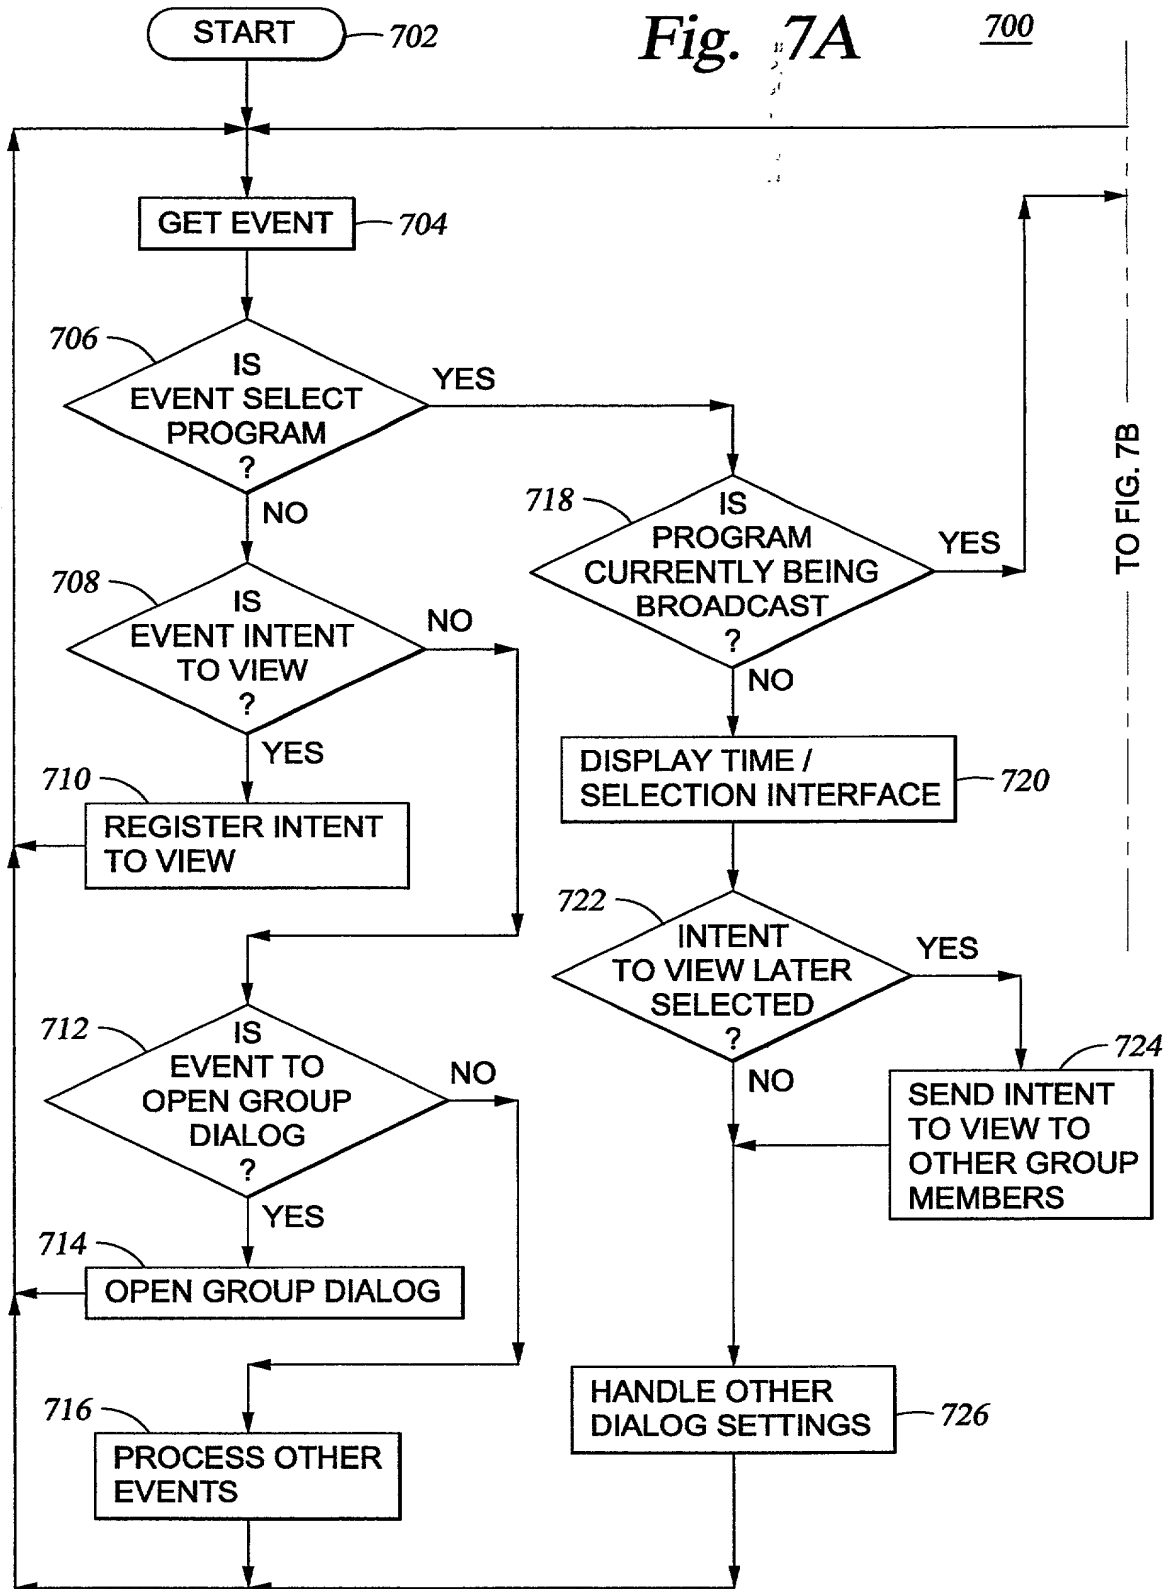 START
702
Fig. 7A
700
GET EVENT
704
706
IS
EVENT SELECT
PROGRAM
?
YES
NO
718
IS
PROGRAM
CURRENTLY BEING
BROADCAST
?
YES
NO
TO FIG. 7B
708
IS
EVENT INTENT
TO VIEW
?
NO
YES
710
REGISTER INTENT
TO VIEW
DISPLAY TIME /
SELECTION INTERFACE
720
722
INTENT
TO VIEW LATER
SELECTED
?
YES
NO
724
SEND INTENT
TO VIEW TO
OTHER GROUP
MEMBERS
712
IS
EVENT TO
OPEN GROUP
DIALOG
?
NO
YES
714
OPEN GROUP DIALOG
716
PROCESS OTHER
EVENTS
HANDLE OTHER
DIALOG SETTINGS
726